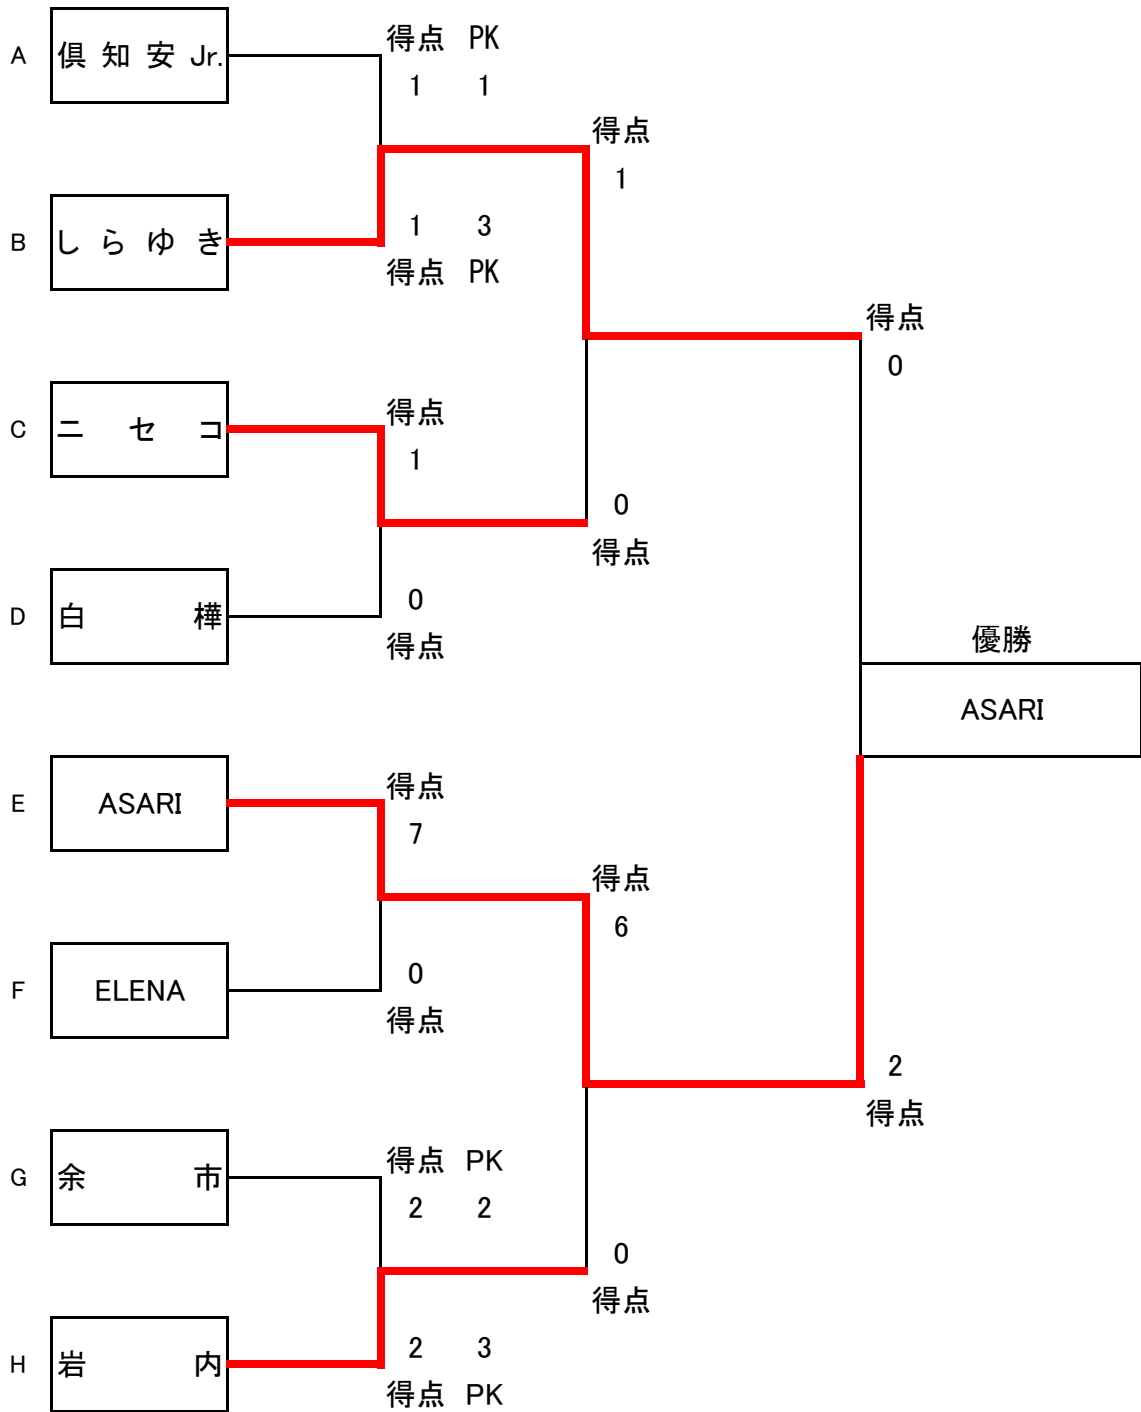 A 倶知安Jr. 得点 PK
1 1
得点
1
B しらゆき 1 3
得点 PK
得点
0
C ニセコ 得点
1
0
得点
D 白樺 0
得点
優勝
ASARI
E ASARI 得点
7
得点
6
F ELENA 0
得点
2
得点
G 余市 得点 PK
2 2
0
得点
H 岩内 2 3
得点 PK